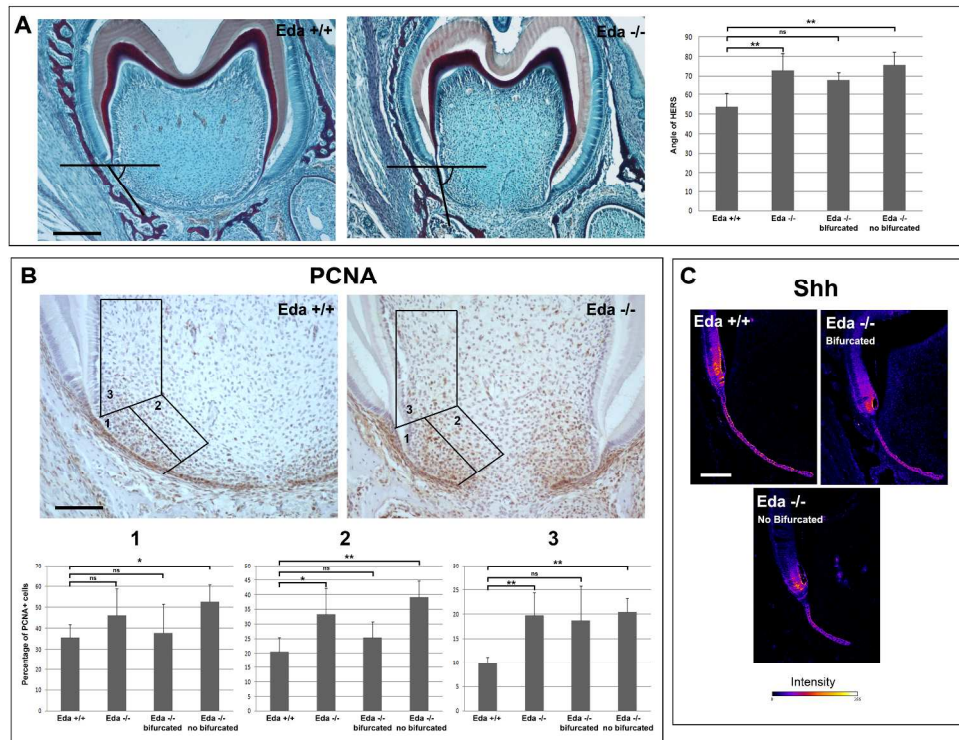 A
Eda +/+
Eda -/-
**
ns
**
Angle of HERS
90
80
70
60
50
40
30
20
10
0
Eda +/+
Eda -/-
Eda -/-
bifurcated
Eda -/-
no bifurcated
B
PCNA
Eda +/+
Eda -/-
3
2
1
3
2
1
1
*
ns
ns
Percentage of PCNA+ cells
70
60
50
40
30
20
10
0
Eda +/+
Eda -/-
Eda -/-
bifurcated
Eda -/-
no bifurcated
2
**
ns
*
50
45
40
35
30
25
20
15
10
5
0
Eda +/+
Eda -/-
Eda -/-
bifurcated
Eda -/-
no bifurcated
3
**
ns
**
30
25
20
15
10
5
0
Eda +/+
Eda -/-
Eda -/-
bifurcated
Eda -/-
no bifurcated
C
Shh
Eda +/+
Eda -/-
Bifurcated
Eda -/-
No Bifurcated
Intensity
0
255